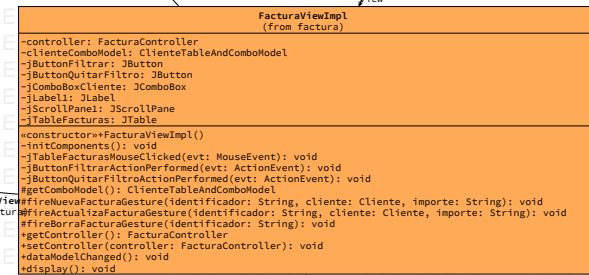 View
FacturaViewImpl
(from factura)
-controller: FacturaController
-clienteComboModel: ClienteTableAndComboModel
-jButtonFiltrar: JButton
-jButtonQuitarFiltro: JButton
-jComboBoxCliente: JComboBox
-jLabel1: JLabel
-jScrollPane1: JScrollPane
-jTableFacturas: JTable
«constructor»+FacturaViewImpl()
-initComponents(): void
-jTableFacturasMouseClicked(evt: MouseEvent): void
-jButtonFiltrarActionPerformed(evt: ActionEvent): void
-jButtonQuitarFiltroActionPerformed(evt: ActionEvent): void
#getComboModel(): ClienteTableAndComboModel
#fireNuevaFacturaGesture(identificador: String, cliente: Cliente, importe: String): void
#fireActualizaFacturaGesture(identificador: String, cliente: Cliente, importe: String): void
#fireBorraFacturaGesture(identificador: String): void
+getController(): FacturaController
+setController(controller: FacturaController): void
+dataModelChanged(): void
+display(): void